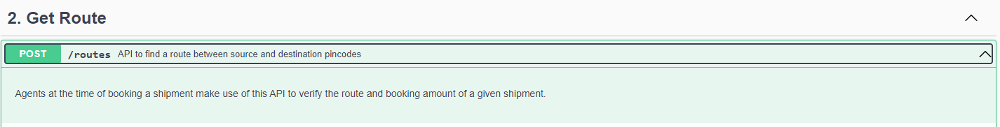 2. Get Route
POST /routes API to find a route between source and destination pincodes
Agents at the time of booking a shipment make use of this API to verify the route and booking amount of a given shipment.